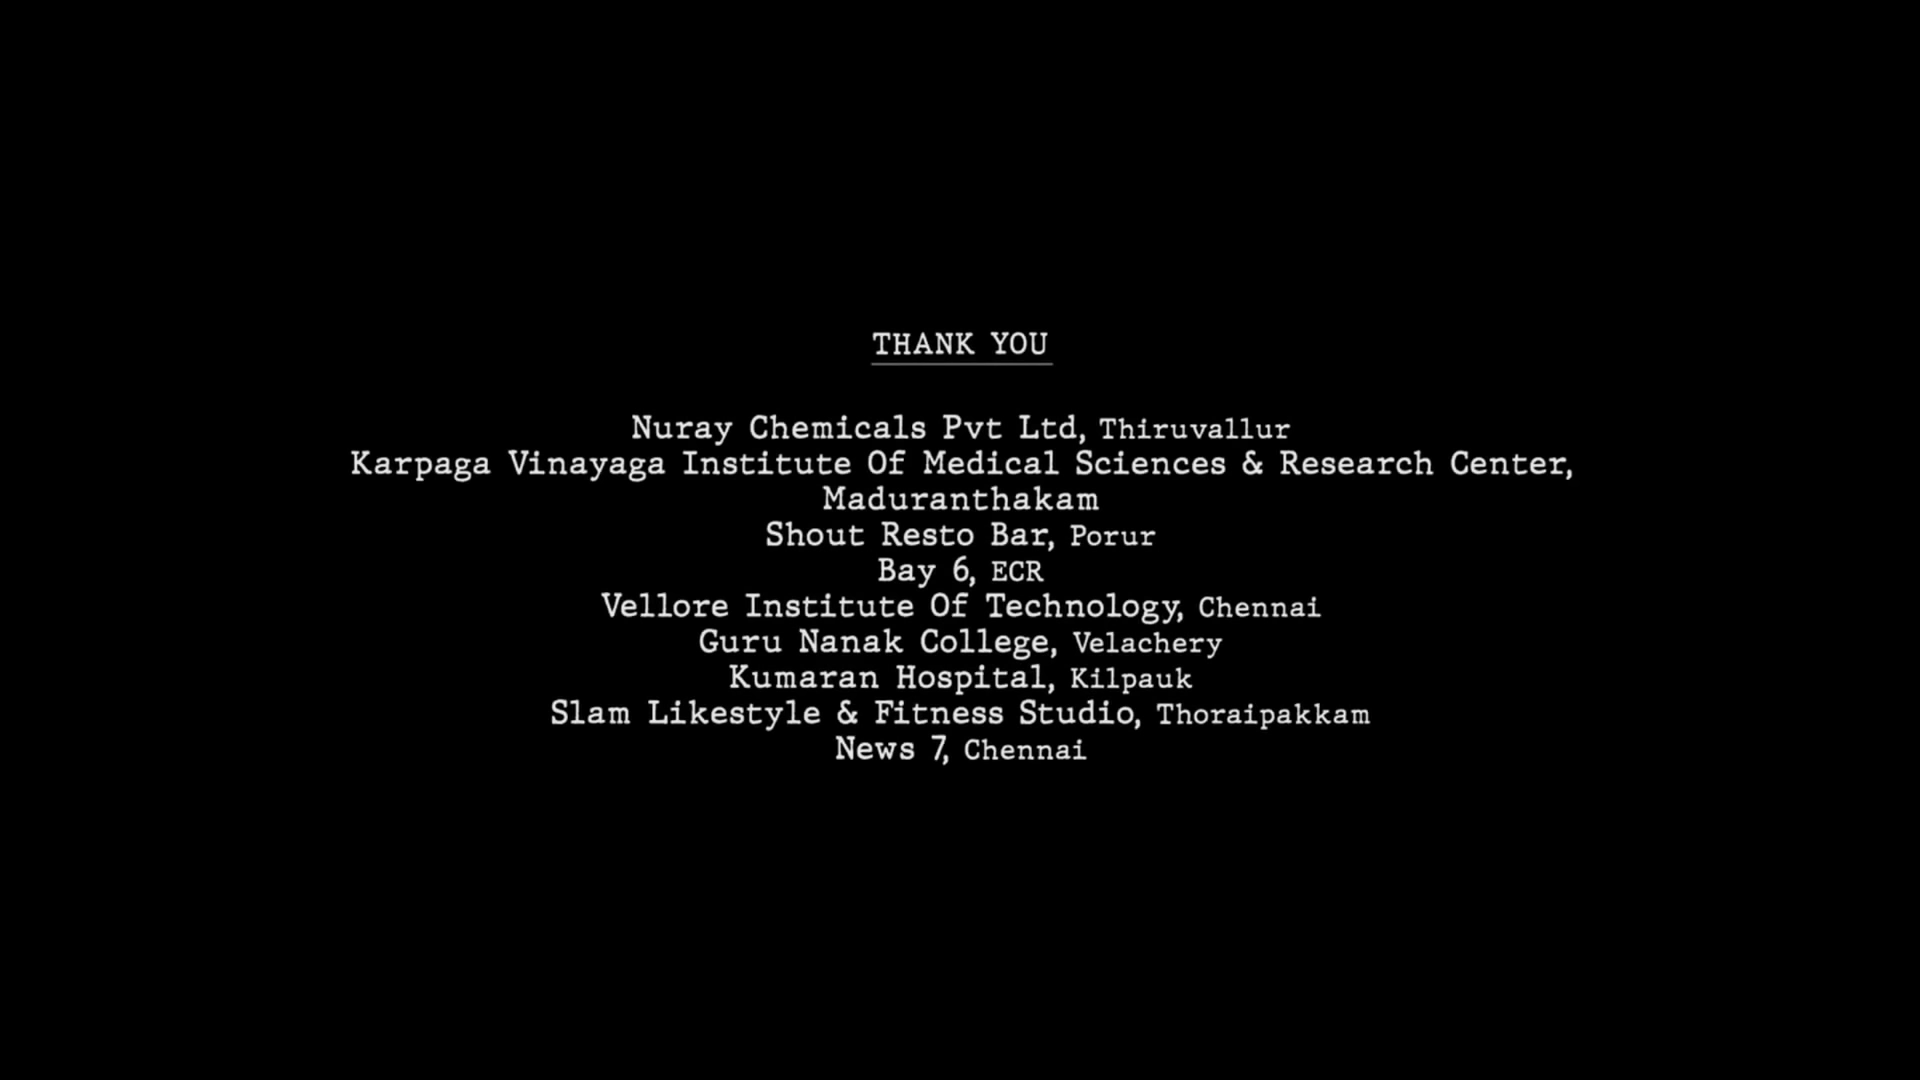 THANK YOU
Nuray Chemicals Pvt Ltd, Thiruvallur
Karpaga Vinayaga Institute Of Medical Sciences & Research Center,
Maduranthakam
Shout Resto Bar, Porur
Bay 6, ECR
Vellore Institute Of Technology, Chennai
Guru Nanak College, Velachery
Kumaran Hospital, Kilpauk
Slam Likestyle & Fitness Studio, Thoraipakkam
News 7, Chennai